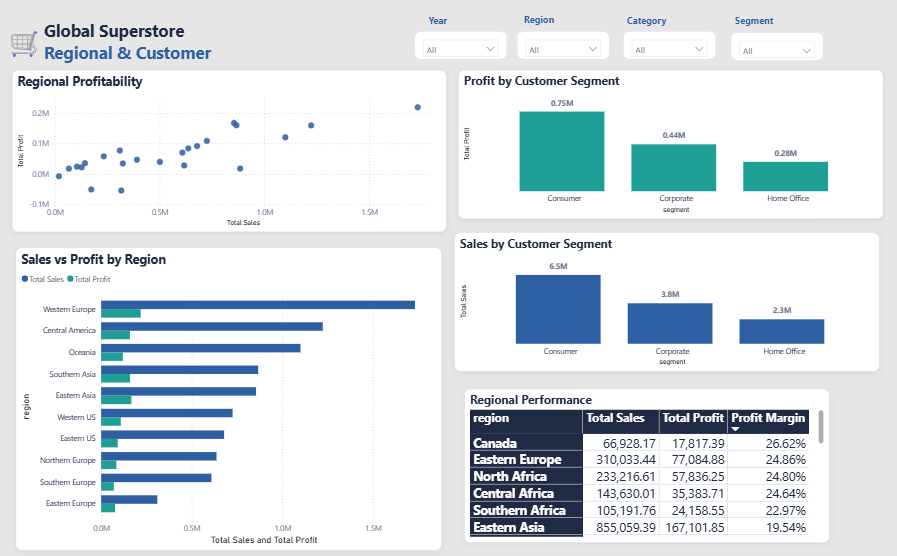 Global Superstore
Regional & Customer
Year
Region
Category
Segment
All
All
All
All
Regional Profitability
Total Profit
0.2M
0.1M
0.0M
-0.1M
0.0M
0.5M
1.0M
1.5M
Total Sales
Profit by Customer Segment
Total Profit
0.75M
0.44M
0.28M
Consumer
Corporate
Home Office
segment
Sales vs Profit by Region
Total Sales
Total Profit
region
Western Europe
Central America
Oceania
Southern Asia
Eastern Asia
Western US
Eastern US
Northern Europe
Southern Europe
Eastern Europe
0.0M
0.5M
1.0M
1.5M
Total Sales and Total Profit
Sales by Customer Segment
Total Sales
6.5M
3.8M
2.3M
Consumer
Corporate
Home Office
segment
Regional Performance
region Total Sales Total Profit Profit Margin
Canada 66,928.17 17,817.39 26.62%
Eastern Europe 310,033.44 77,084.88 24.86%
North Africa 233,216.61 57,836.25 24.80%
Central Africa 143,630.01 35,383.71 24.64%
Southern Africa 105,191.76 24,158.55 22.97%
Eastern Asia 855,059.39 167,101.85 19.54%